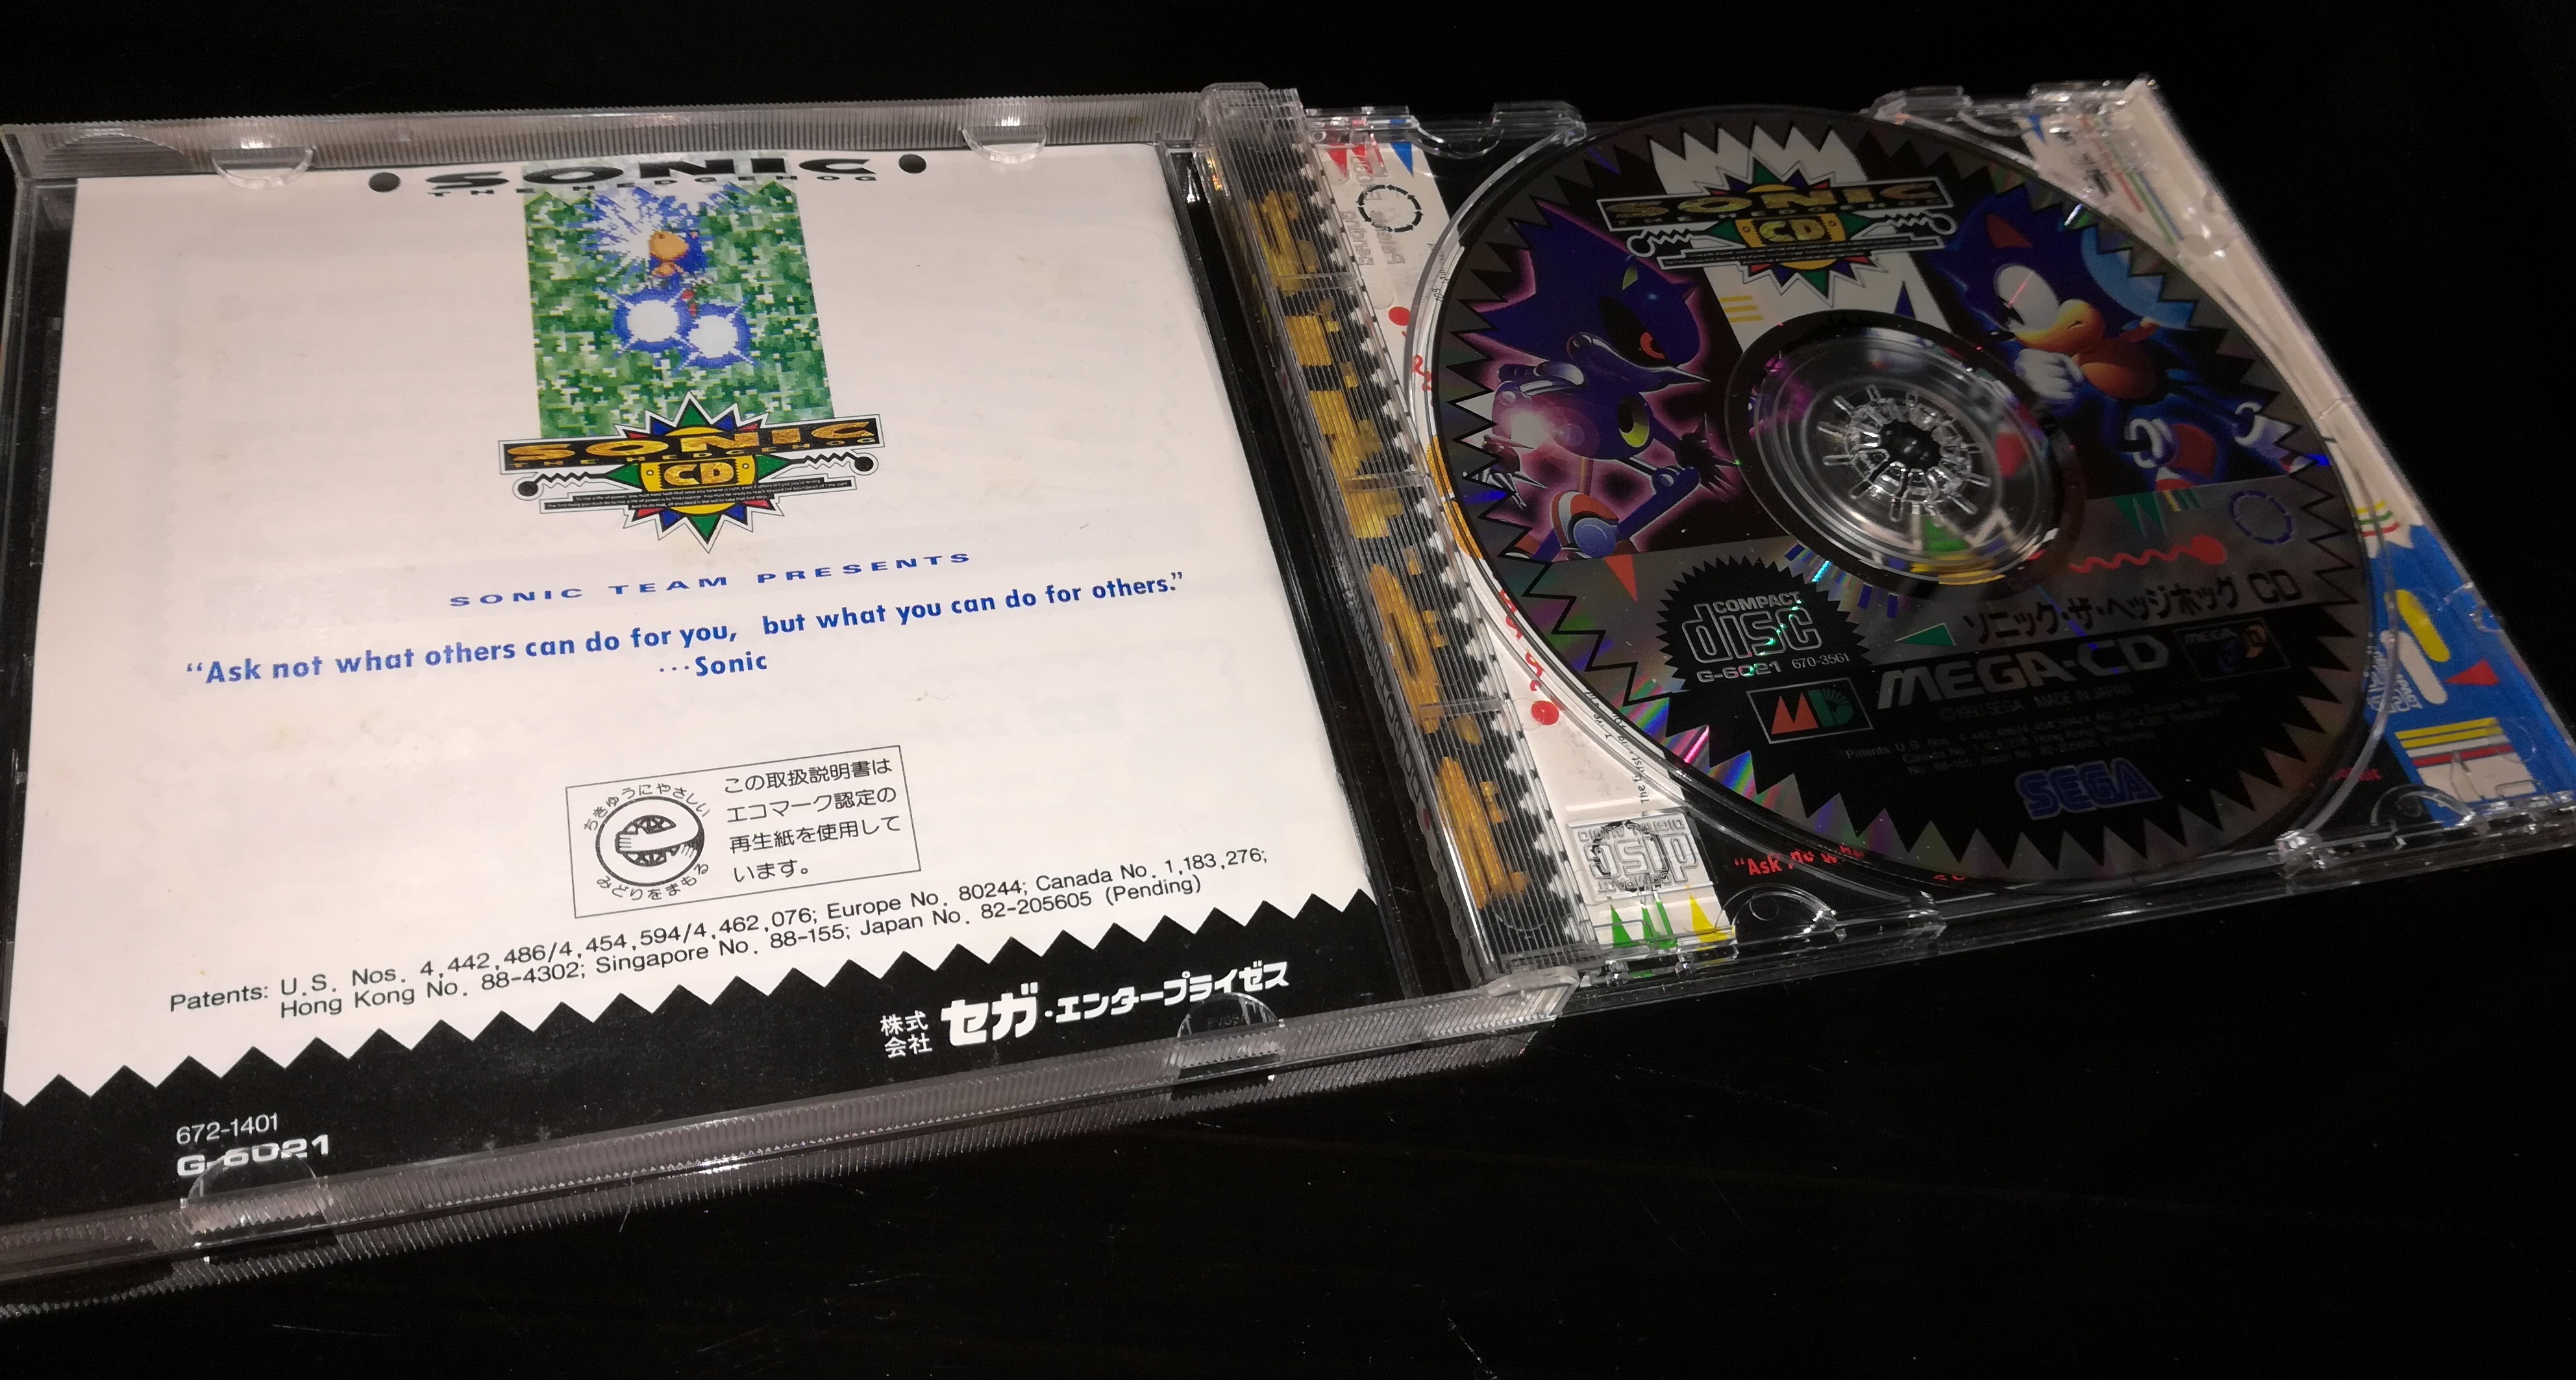 SONIC
THE HEDGEHOG
SONIC
THE HEDGEHOG
CD
SONIC TEAM PRESENTS
“Ask not what others can do for you, but what you can do for others.”
···Sonic
ちきゅうにやさしい
みどりをまもる
この取扱説明書は
エコマーク認定の
再生紙を使用して
います。
Patents: U.S. Nos. 4,442,486/4,454,594/4,462,076; Europe No. 80244; Canada No. 1,183,276;
Hong Kong No. 88-4302; Singapore No. 88-155; Japan No. 82-205605 (Pending)
株式会社 セガ·エンタープライゼス
672-1401
G-6021
SONIC
CD
COMPACT
disc
G-6021 670-3561
ソニック・ザ・ヘッジホッグ CD
MEGA-CD
MD
©1993 SEGA MADE IN JAPAN
SEGA
“Ask